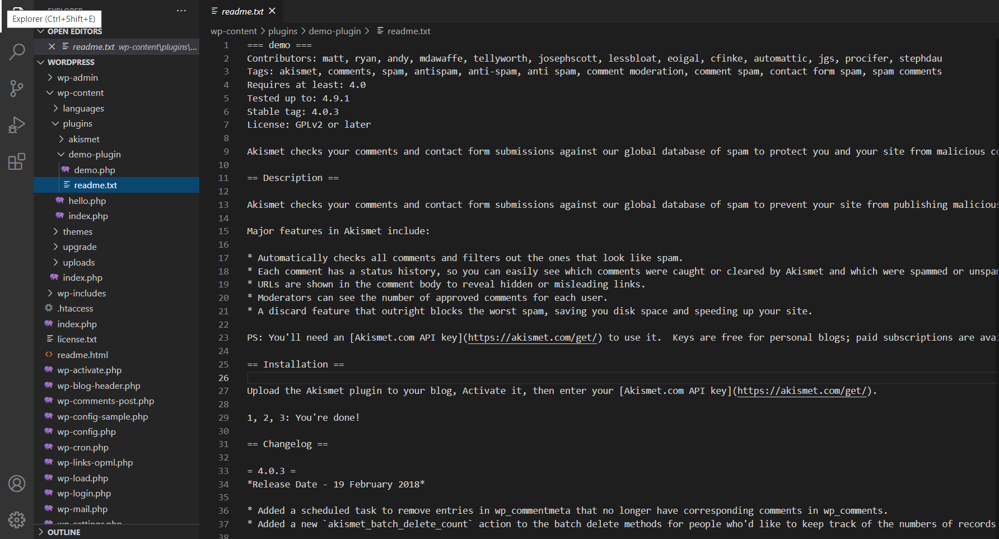 EXPLORER
Explorer (Ctrl+Shift+E)
OPEN EDITORS
readme.txt wp-content\plugins\...
WORDPRESS
wp-admin
wp-content
languages
plugins
akismet
demo-plugin
demo.php
readme.txt
hello.php
index.php
themes
upgrade
uploads
index.php
wp-includes
.htaccess
index.php
license.txt
readme.html
wp-activate.php
wp-blog-header.php
wp-comments-post.php
wp-config-sample.php
wp-config.php
wp-cron.php
wp-links-opml.php
wp-load.php
wp-login.php
wp-mail.php
wp-settings.php
OUTLINE
readme.txt
wp-content > plugins > demo-plugin > readme.txt
1 === demo ===
2 Contributors: matt, ryan, andy, mdawaffe, tellyworth, josephscott, lessbloat, eoigal, cfinke, automattic, jgs, procifer, stephdau
3 Tags: akismet, comments, spam, antispam, anti-spam, anti spam, comment moderation, comment spam, contact form spam, spam comments
4 Requires at least: 4.0
5 Tested up to: 4.9.1
6 Stable tag: 4.0.3
7 License: GPLv2 or later
8
9 Akismet checks your comments and contact form submissions against our global database of spam to protect you and your site from malicious
10
11 == Description ==
12
13 Akismet checks your comments and contact form submissions against our global database of spam to prevent your site from publishing malicious
14
15 Major features in Akismet include:
16
17 * Automatically checks all comments and filters out the ones that look like spam.
18 * Each comment has a status history, so you can easily see which comments were caught or cleared by Akismet and which were spammed or unspam
19 * URLs are shown in the comment body to reveal hidden or misleading links.
20 * Moderators can see the number of approved comments for each user.
21 * A discard feature that outright blocks the worst spam, saving you disk space and speeding up your site.
22
23 PS: You'll need an [Akismet.com API key](https://akismet.com/get/) to use it.  Keys are free for personal blogs; paid subscriptions are avai
24
25 == Installation ==
26
27 Upload the Akismet plugin to your blog, Activate it, then enter your [Akismet.com API key](https://akismet.com/get/).
28
29 1, 2, 3: You're done!
30
31 == Changelog ==
32
33 = 4.0.3 =
34 *Release Date - 19 February 2018*
35
36 * Added a scheduled task to remove entries in wp_commentmeta that no longer have corresponding comments in wp_comments.
37 * Added a new `akismet_batch_delete_count` action to the batch delete methods for people who'd like to keep track of the numbers of records
38